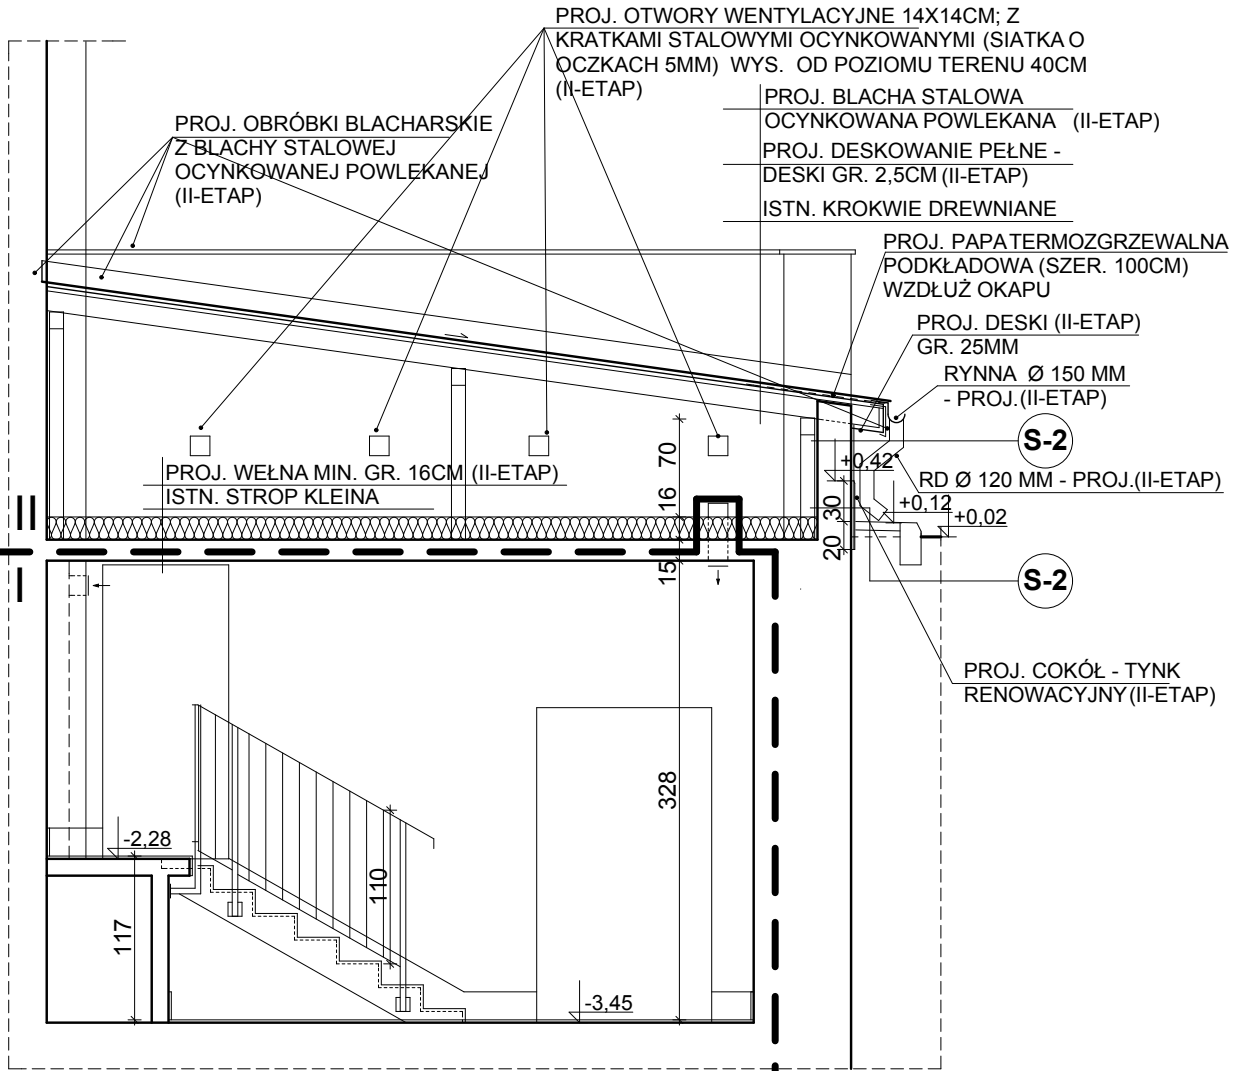 PROJ. OTWORY WENTYLACYJNE 14X14CM; Z
KRATKAMI STALOWYMI OCYNKOWANYMI (SIATKA O
OCZKACH 5MM) WYS. OD POZIOMU TERENU 40CM
(II-ETAP)
PROJ. BLACHA STALOWA
OCYNKOWANA POWLEKANA (II-ETAP)
PROJ. DESKOWANIE PEŁNE -
DESKI GR. 2,5CM (II-ETAP)
ISTN. KROKWIE DREWNIANE
PROJ. OBRÓBKI BLACHARSKIE
Z BLACHY STALOWEJ
OCYNKOWANEJ POWLEKANEJ
(II-ETAP)
PROJ. PAPA TERMOZGRZEWALNA
PODKŁADOWA (SZER. 100CM)
WZDŁUŻ OKAPU
PROJ. DESKI (II-ETAP)
GR. 25MM
RYNNA Ø 150 MM
- PROJ.(II-ETAP)
S-2
RD Ø 120 MM - PROJ.(II-ETAP)
PROJ. WEŁNA MIN. GR. 16CM (II-ETAP)
ISTN. STROP KLEINA
70
16
15
+0,42
30
20
+0,12
+0,02
II
I
S-2
PROJ. COKÓŁ - TYNK
RENOWACYJNY(II-ETAP)
328
-2,28
110
117
-3,45